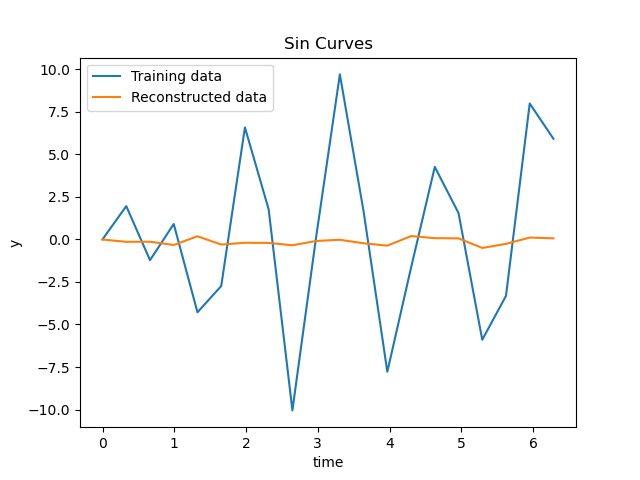 Sin Curves
Training data
Reconstructed data
10.0
7.5
5.0
2.5
0.0
−2.5
−5.0
−7.5
−10.0
y
0 1 2 3 4 5 6
time